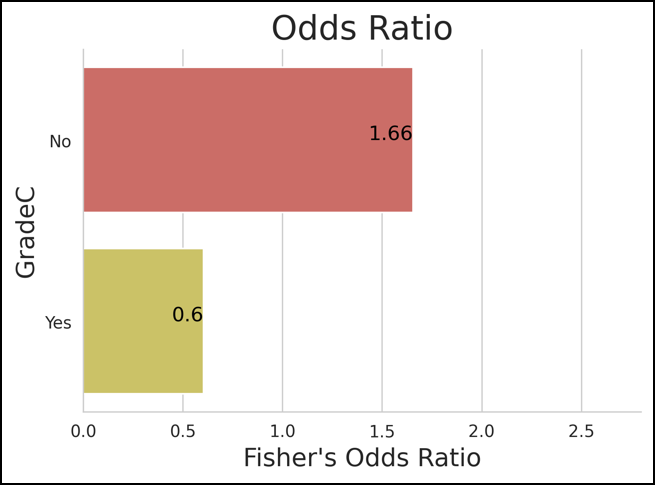 Odds Ratio
GradeC
No
1.66
Yes
0.6
0.0 0.5 1.0 1.5 2.0 2.5
Fisher's Odds Ratio